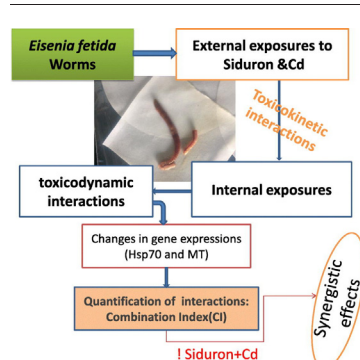 Eisenia fetida
Worms
External exposures to
Siduron &Cd
Toxicokinetic
interactions
toxicodynamic
interactions
Internal exposures
Changes in gene expressions
(Hsp70 and MT)
Quantification of interactions:
Combination Index(CI)
Synergistic
effects
! Siduron+Cd